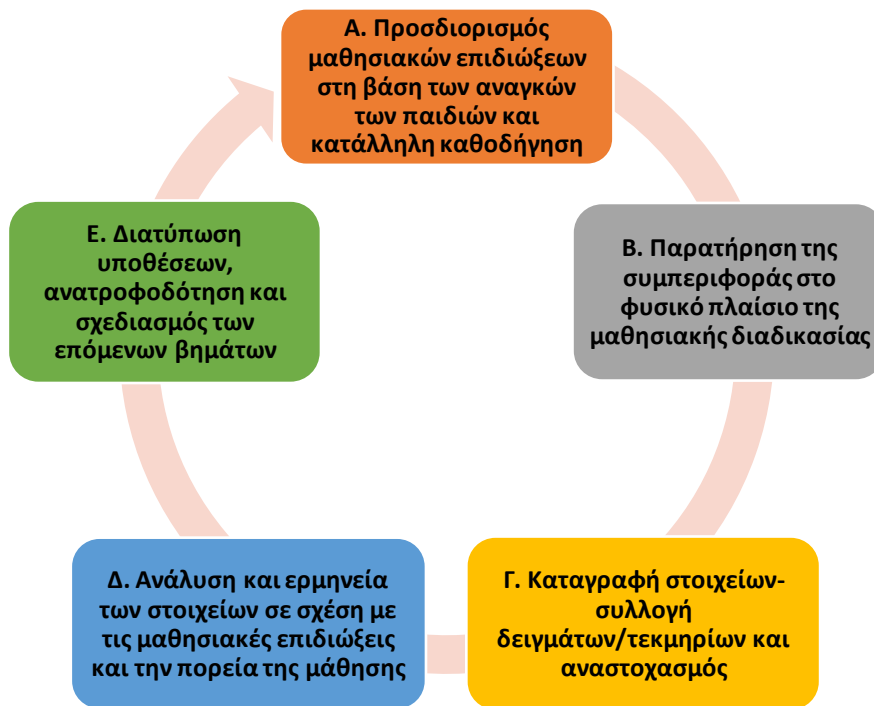 Α. Προσδιορισμός
μαθησιακών επιδιώξεων
στη βάση των αναγκών
των παιδιών και
κατάλληλη καθοδήγηση
Β. Παρατήρηση της
συμπεριφοράς στο
φυσικό πλαίσιο της
μαθησιακής διαδικασία
Γ. Καταγραφή στοιχείων-
συλλογή
δειγμάτων/τεκμηρίων και
αναστοχασμός
Δ. Ανάλυση και ερμηνεία
των στοιχείων σε σχέση με
τις μαθησιακές επιδιώξεις
και την πορεία της μάθησης
Ε. Διατύπωση
υποθέσεων,
ανατροφοδότηση και
σχεδιασμός των
επόμενων βημάτων